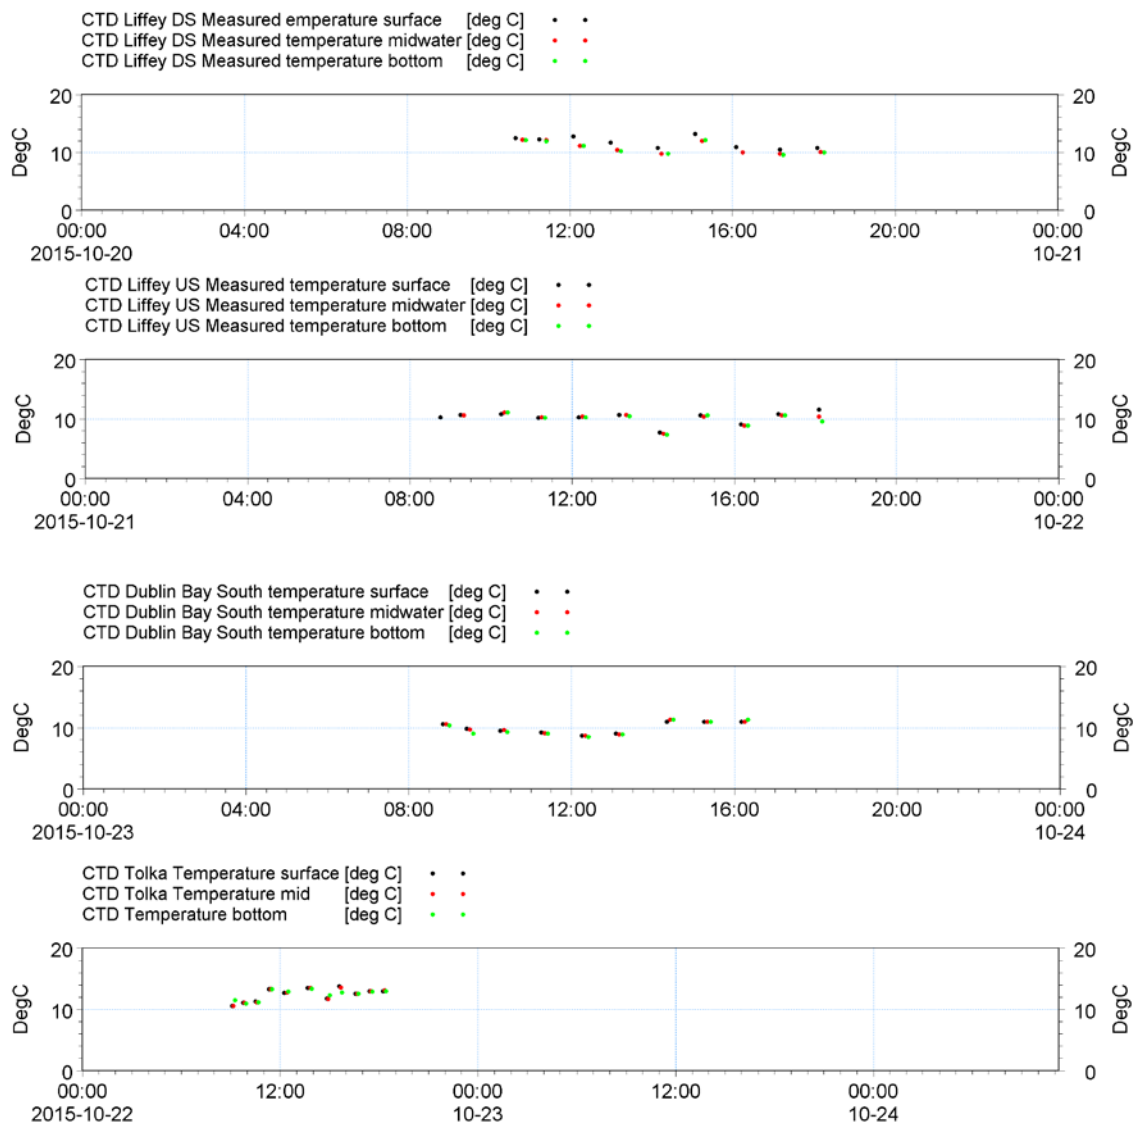 CTD Liffey DS Measured emperature surface [deg C]
CTD Liffey DS Measured temperature midwater [deg C]
CTD Liffey DS Measured temperature bottom [deg C]
20 20
DegC 10 10 DegC
0 0
00:00 04:00 08:00 12:00 16:00 20:00 00:00
2015-10-20 10-21
CTD Liffey US Measured temperature surface [deg C]
CTD Liffey US Measured temperature midwater [deg C]
CTD Liffey US Measured temperature bottom [deg C]
20 20
DegC 10 10 DegC
0 0
00:00 04:00 08:00 12:00 16:00 20:00 00:00
2015-10-21 10-22
CTD Dublin Bay South temperature surface [deg C]
CTD Dublin Bay South temperature midwater [deg C]
CTD Dublin Bay South temperature bottom [deg C]
20 20
DegC 10 10 DegC
0 0
00:00 04:00 08:00 12:00 16:00 20:00 00:00
2015-10-23 10-24
CTD Tolka Temperature surface [deg C]
CTD Tolka Temperature mid [deg C]
CTD Temperature bottom [deg C]
20 20
DegC 10 10 DegC
0 0
00:00 12:00 00:00 12:00 00:00
2015-10-22 10-23 10-24